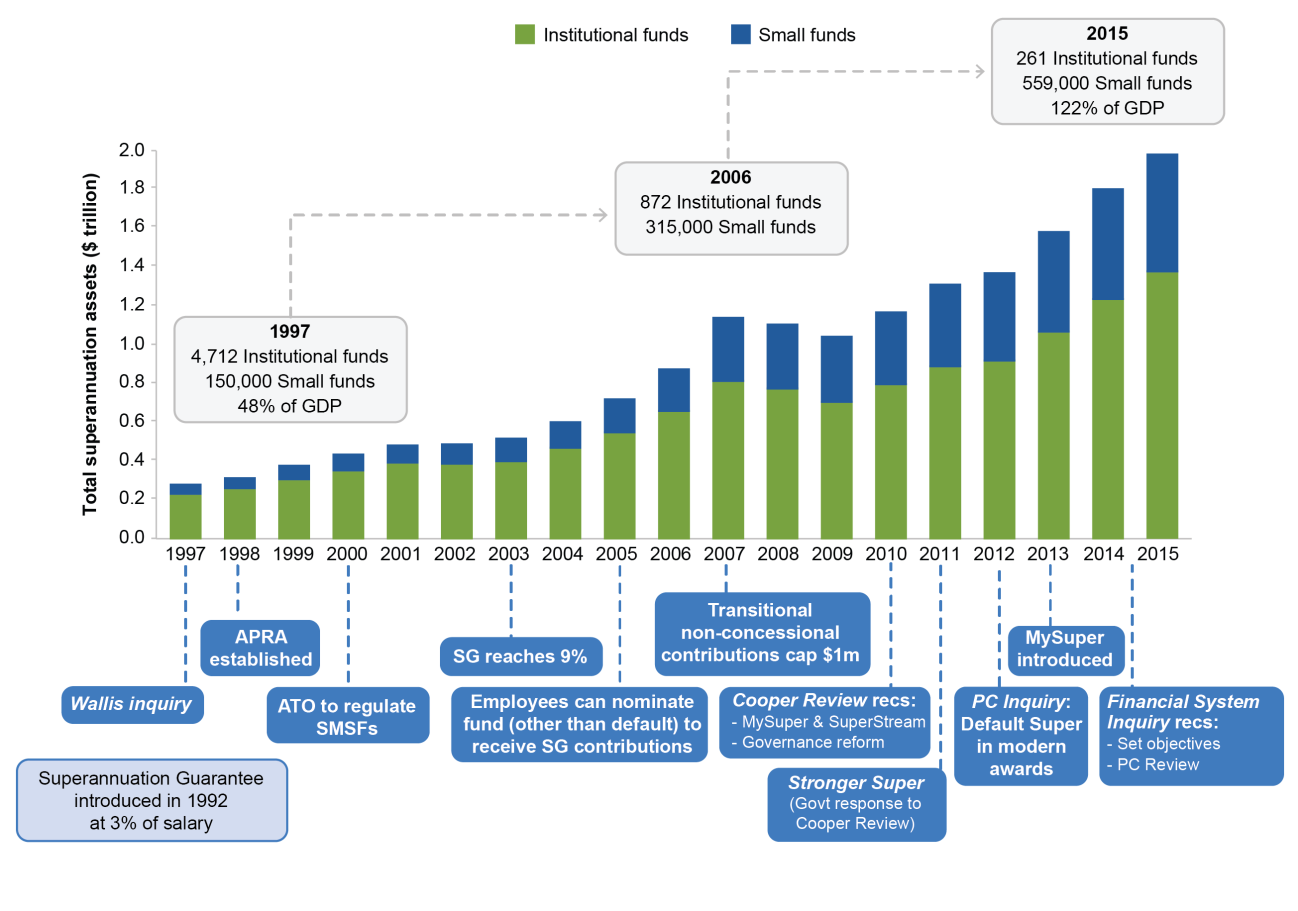 Institutional funds
Small funds
2015
261 Institutional funds
559,000 Small funds
122% of GDP
2006
872 Institutional funds
315,000 Small funds
1997
4,712 Institutional funds
150,000 Small funds
48% of GDP
Total superannuation assets ($ trillion)
2.0
1.8
1.6
1.4
1.2
1.0
0.8
0.6
0.4
0.2
0.0
1997 1998 1999 2000 2001 2002 2003 2004 2005 2006 2007 2008 2009 2010 2011 2012 2013 2014 2015
Wallis inquiry
APRA
established
ATO to regulate
SMSFs
SG reaches 9%
Employees can nominate
fund (other than default) to
receive SG contributions
Transitional
non-concessional
contributions cap $1m
Cooper Review recs:
- MySuper & SuperStream
- Governance reform
Stronger Super
(Govt response to
Cooper Review)
PC Inquiry:
Default Super
in modern
awards
MySuper
introduced
Financial System
Inquiry recs:
- Set objectives
- PC Review
Superannuation Guarantee
introduced in 1992
at 3% of salary